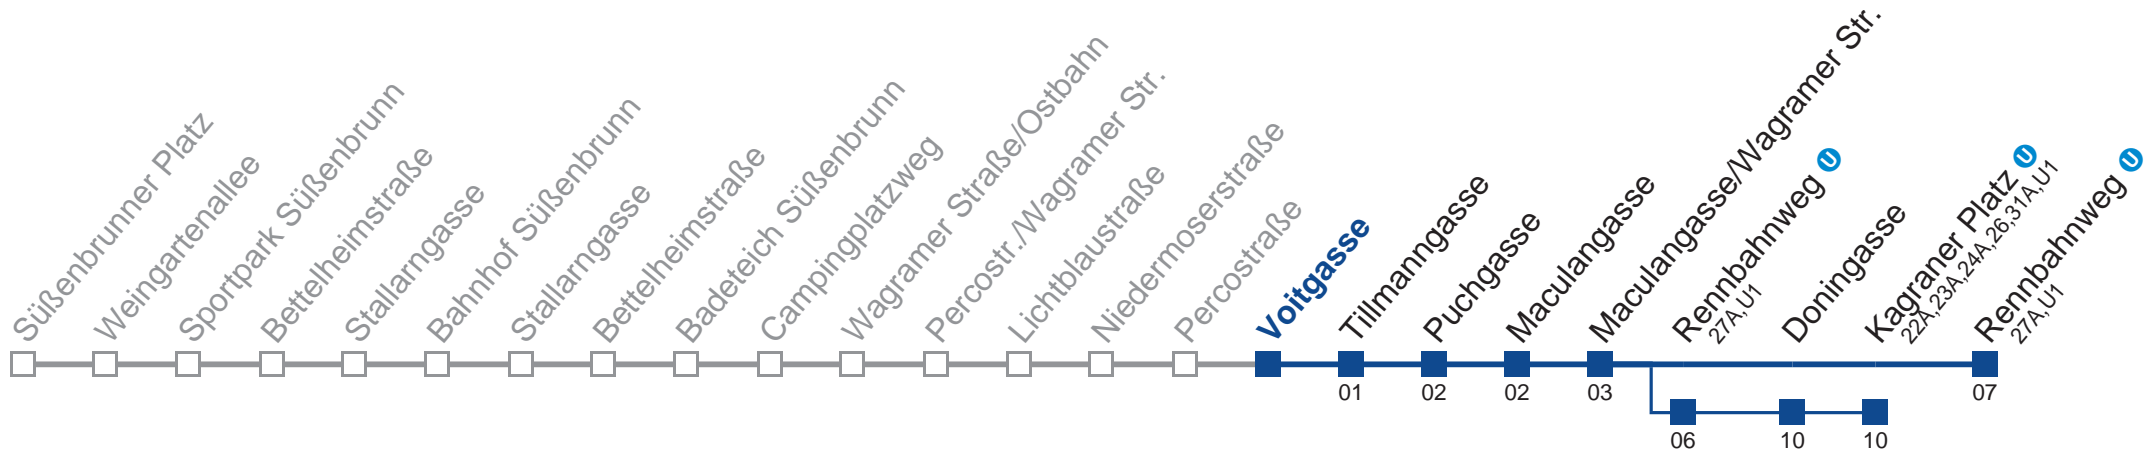 Süßenbrunner Platz
Weingartenallee
Sportpark Süßenbrunn
Bettelheimstraße
Stallarngasse
Bahnhof Süßenbrunn
Stallarngasse
Bettelheimstraße
Badeteich Süßenbrunn
Campingplatzweg
Wagramer Straße/Ostbahn
Percostr./Wagramer Str.
Lichtblaustraße
Niedermoserstraße
Percostraße
Voitgasse
Tillmanngasse
Puchgasse
Maculangasse
Maculangasse/Wagramer Str.
Rennbahnweg U
27A,U1
Doningasse
Kagraner Platz U
22A,23A,24A,26,31A,U1
Rennbahnweg U
27A,U1
01 02 02 03 07
06 10 10